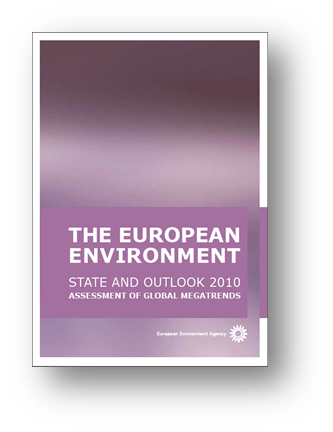 THE EUROPEAN
ENVIRONMENT
STATE AND OUTLOOK 2010
ASSESSMENT OF GLOBAL MEGATRENDS
European Environment Agency